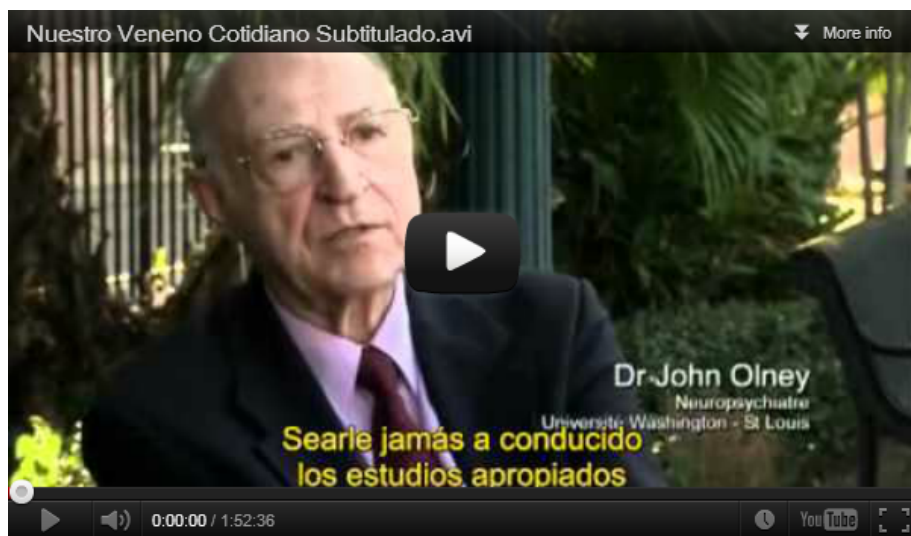 Nuestro Veneno Cotidiano Subtitulado.avi
More info
Dr John Olney
Neuropsychiatre
Université Washington - St Louis
Searle jamás a conducido
los estudios apropiados
0:00:00 / 1:52:36
YouTube